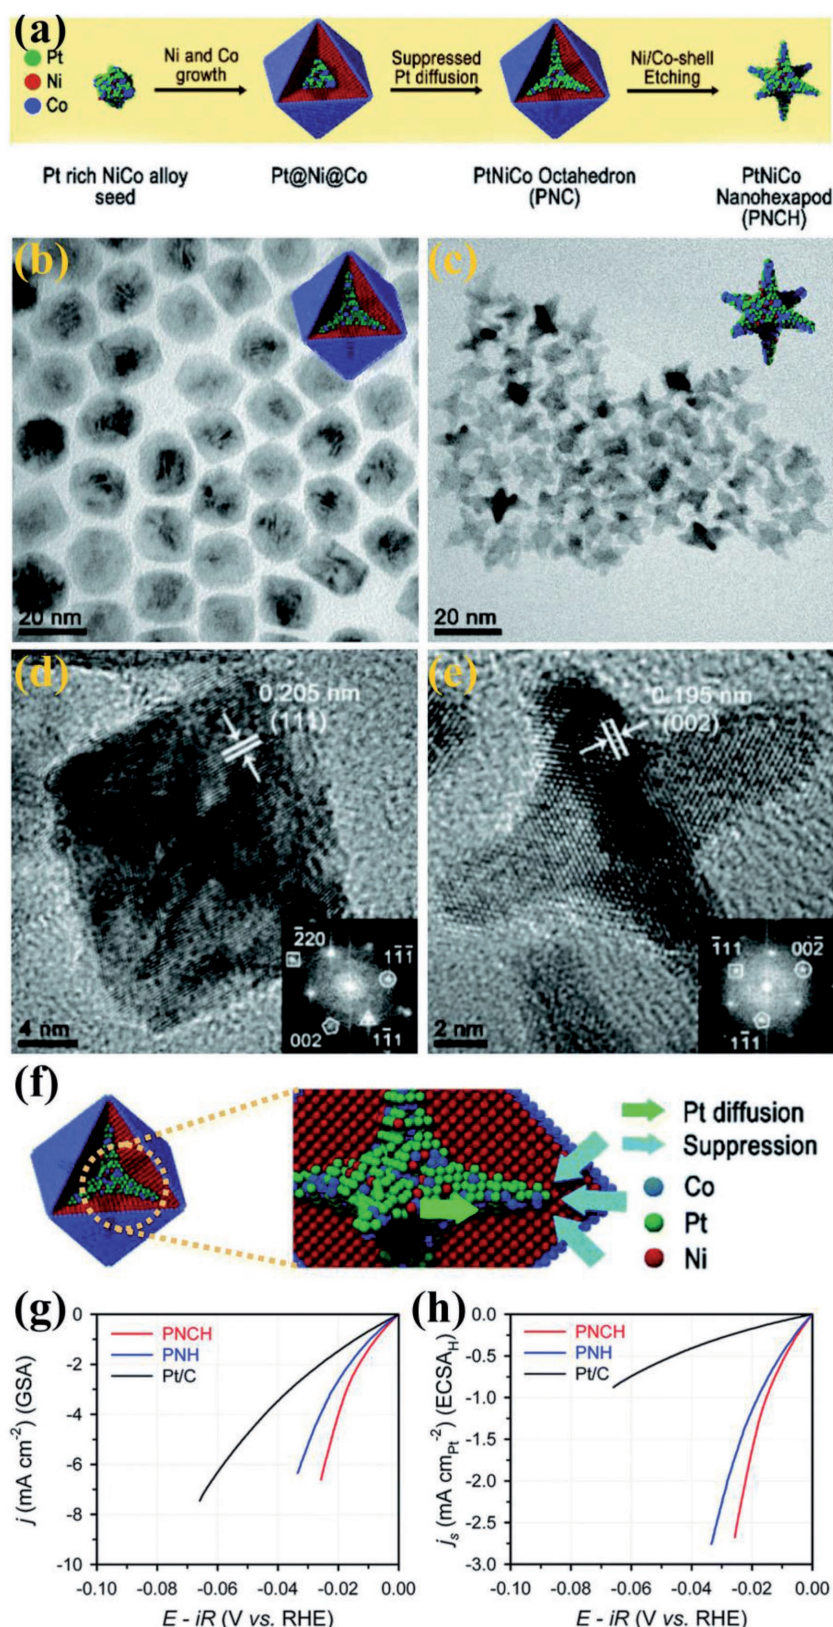 (a)
Pt
Ni
Co
Ni and Co
growth
Suppressed
Pt diffusion
Ni/Co-shell
Etching
Pt rich NiCo alloy
seed
Pt@Ni@Co
PtNiCo Octahedron
(PNC)
PtNiCo
Nanohexapod
(PNCH)
(b)
20 nm
(c)
20 nm
(d)
0.205 nm
(111)
4 nm
2̄20
11̄1̄
002
11̄1
(e)
0.195 nm
(002)
2 nm
1̄11
002̄
11̄1
(f)
Pt diffusion
Suppression
Co
Pt
Ni
(g)
PNCH
PNH
Pt/C
j (mA cm⁻²) (GSA)
0
-2
-4
-6
-8
-10
-0.10 -0.08 -0.06 -0.04 -0.02 0.00
E - iR (V vs. RHE)
(h)
PNCH
PNH
Pt/C
jₛ (mA cm_Pt⁻²) (ECSA_H)
0.0
-0.5
-1.0
-1.5
-2.0
-2.5
-3.0
-0.10 -0.08 -0.06 -0.04 -0.02 0.00
E - iR (V vs. RHE)